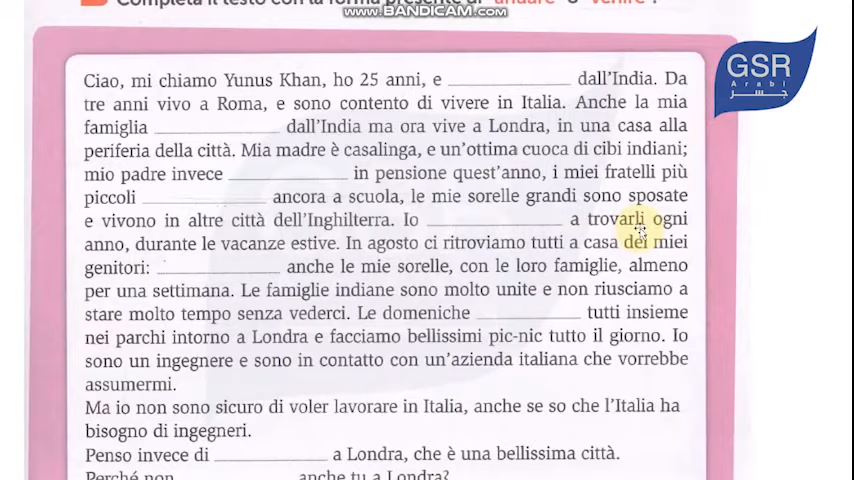 Completa il testo con la forma presente di "andare" o "venire".
www.BANDICAM.com
GSR
Arabi
Ciao, mi chiamo Yunus Khan, ho 25 anni, e ____________ dall'India. Da
tre anni vivo a Roma, e sono contento di vivere in Italia. Anche la mia
famiglia ____________ dall'India ma ora vive a Londra, in una casa alla
periferia della città. Mia madre è casalinga, e un'ottima cuoca di cibi indiani;
mio padre invece ____________ in pensione quest'anno, i miei fratelli più
piccoli ____________ ancora a scuola, le mie sorelle grandi sono sposate
e vivono in altre città dell'Inghilterra. Io ____________ a trovarli ogni
anno, durante le vacanze estive. In agosto ci ritroviamo tutti a casa dei miei
genitori: ____________ anche le mie sorelle, con le loro famiglie, almeno
per una settimana. Le famiglie indiane sono molto unite e non riusciamo a
stare molto tempo senza vederci. Le domeniche ____________ tutti insieme
nei parchi intorno a Londra e facciamo bellissimi pic-nic tutto il giorno. Io
sono un ingegnere e sono in contatto con un'azienda italiana che vorrebbe
assumermi.
Ma io non sono sicuro di voler lavorare in Italia, anche se so che l'Italia ha
bisogno di ingegneri.
Penso invece di ____________ a Londra, che è una bellissima città.
Perché non ____________ anche tu a Londra?